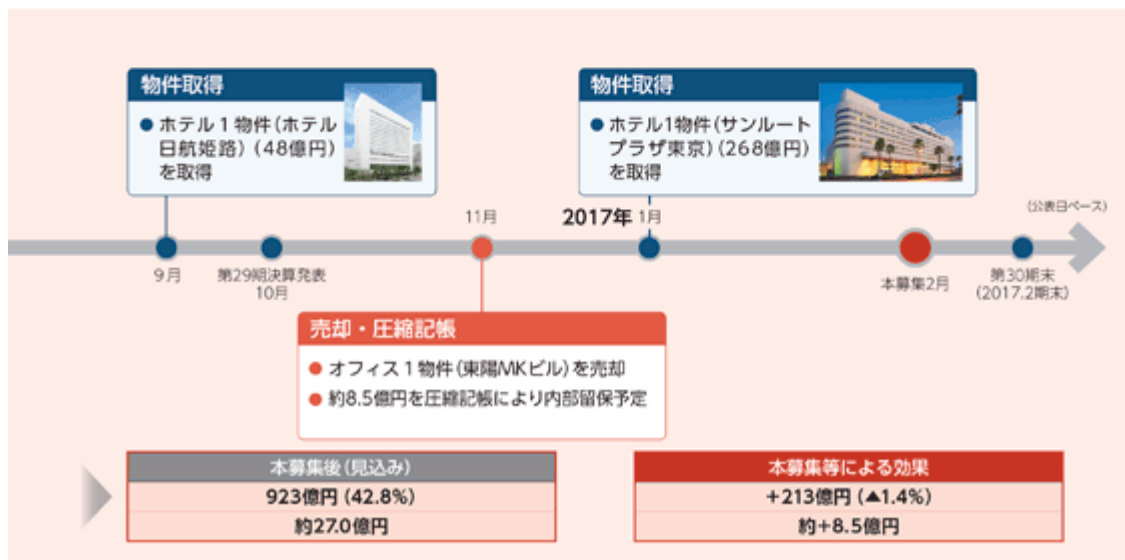 物件取得
●ホテル1物件(ホテル
日航姫路)(48億円)
を取得
物件取得
●ホテル1物件(サンルート
プラザ東京)(268億円)
を取得
11月
2017年 1月
(公表日ベース)
9月
第29期決算発表
10月
本募集2月
第30期末
(2017.2期末)
売却・圧縮記帳
●オフィス1物件(東陽MKビル)を売却
●約8.5億円を圧縮記帳により内部留保予定
本募集後(見込み)
923億円(42.8%)
約27.0億円
本募集等による効果
+213億円(▲1.4%)
約+8.5億円